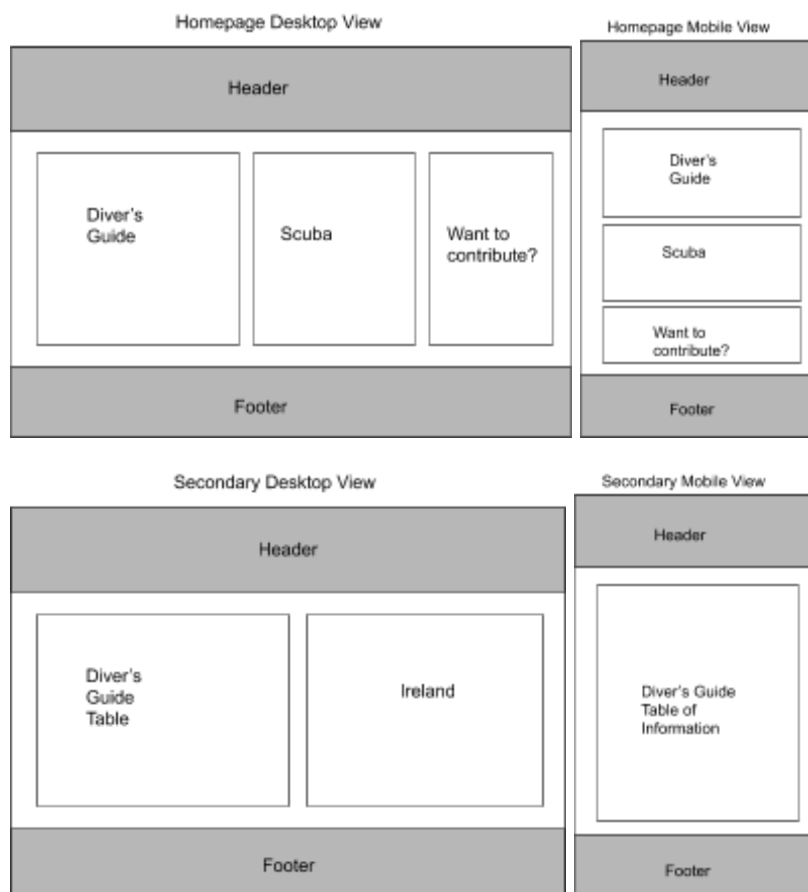 Homepage Desktop View
Header
Diver's
Guide
Scuba
Want to
contribute?
Footer
Homepage Mobile View
Header
Diver's
Guide
Scuba
Want to
contribute?
Footer
Secondary Desktop View
Header
Diver's
Guide
Table
Ireland
Footer
Secondary Mobile View
Header
Diver's Guide
Table of
Information
Footer